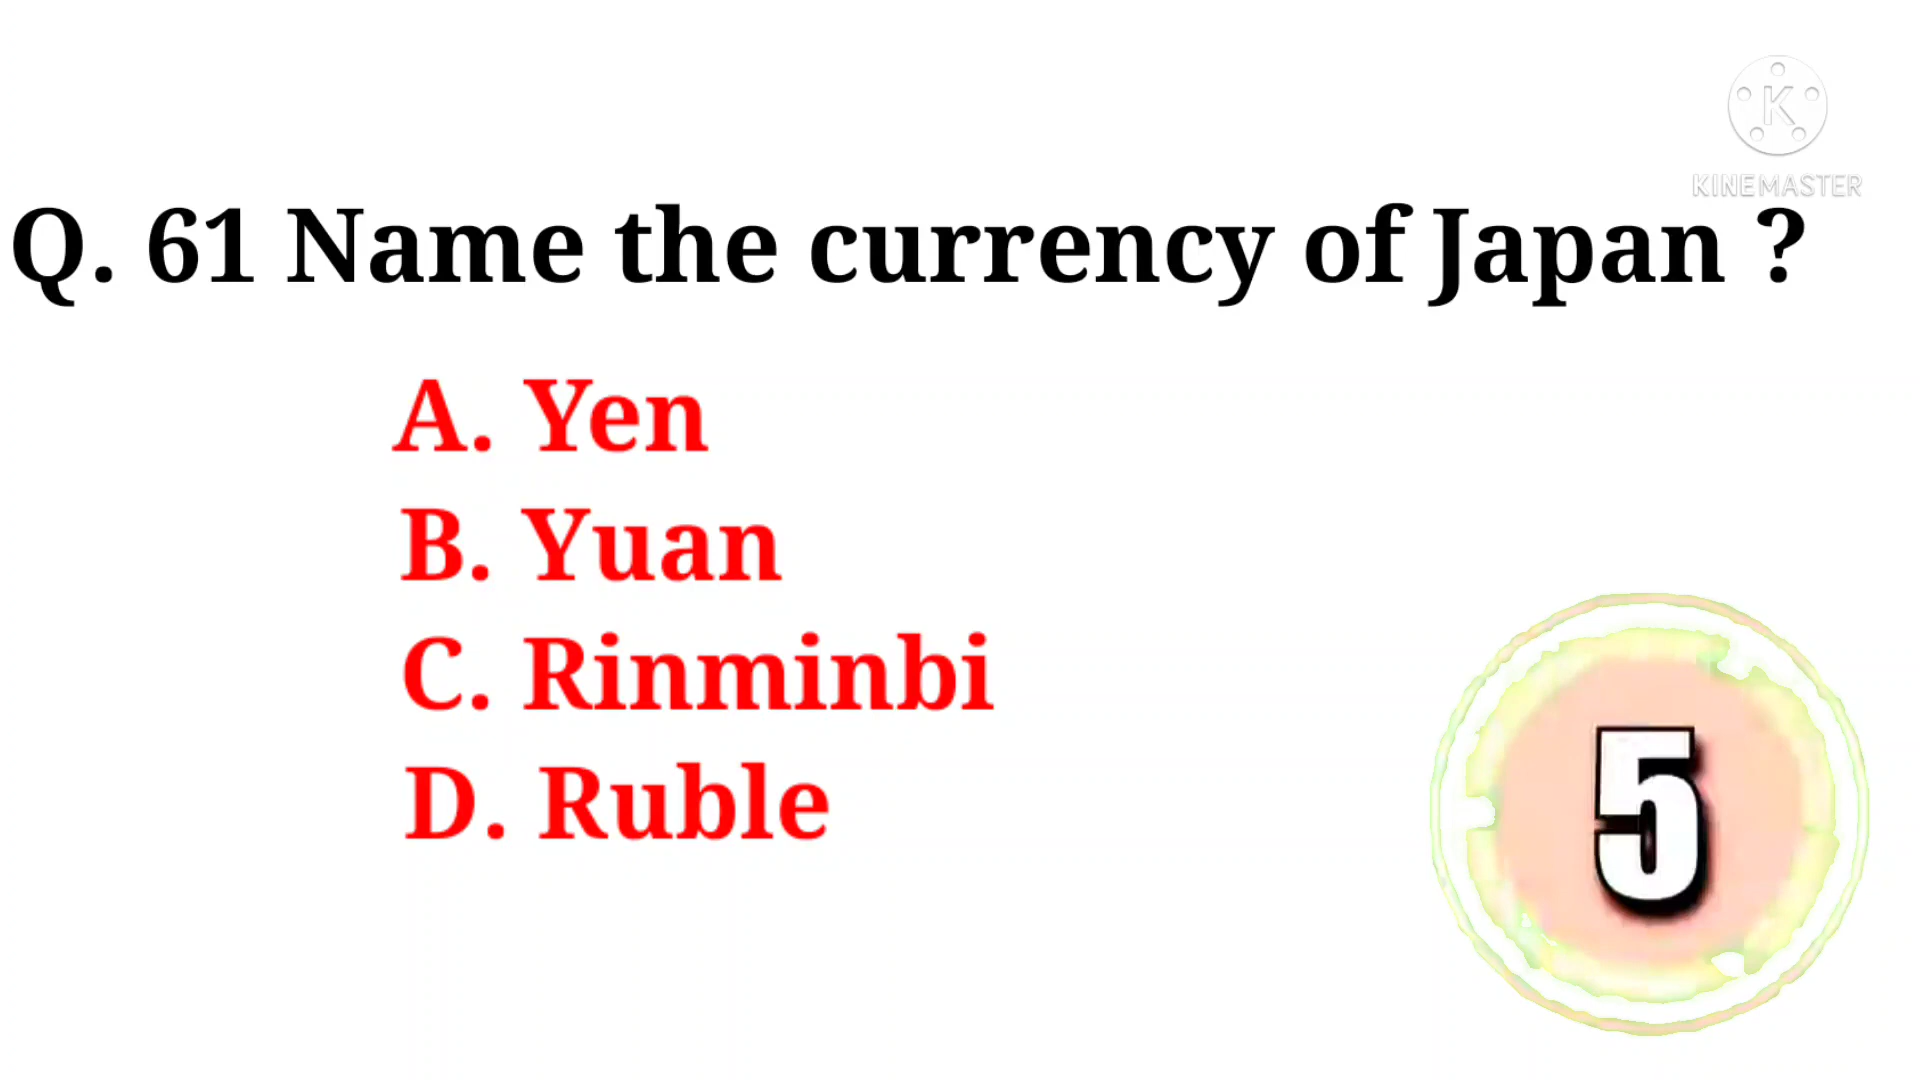 K
KINEMASTER
Q. 61 Name the currency of Japan ?
A. Yen
B. Yuan
C. Rinminbi
D. Ruble
5